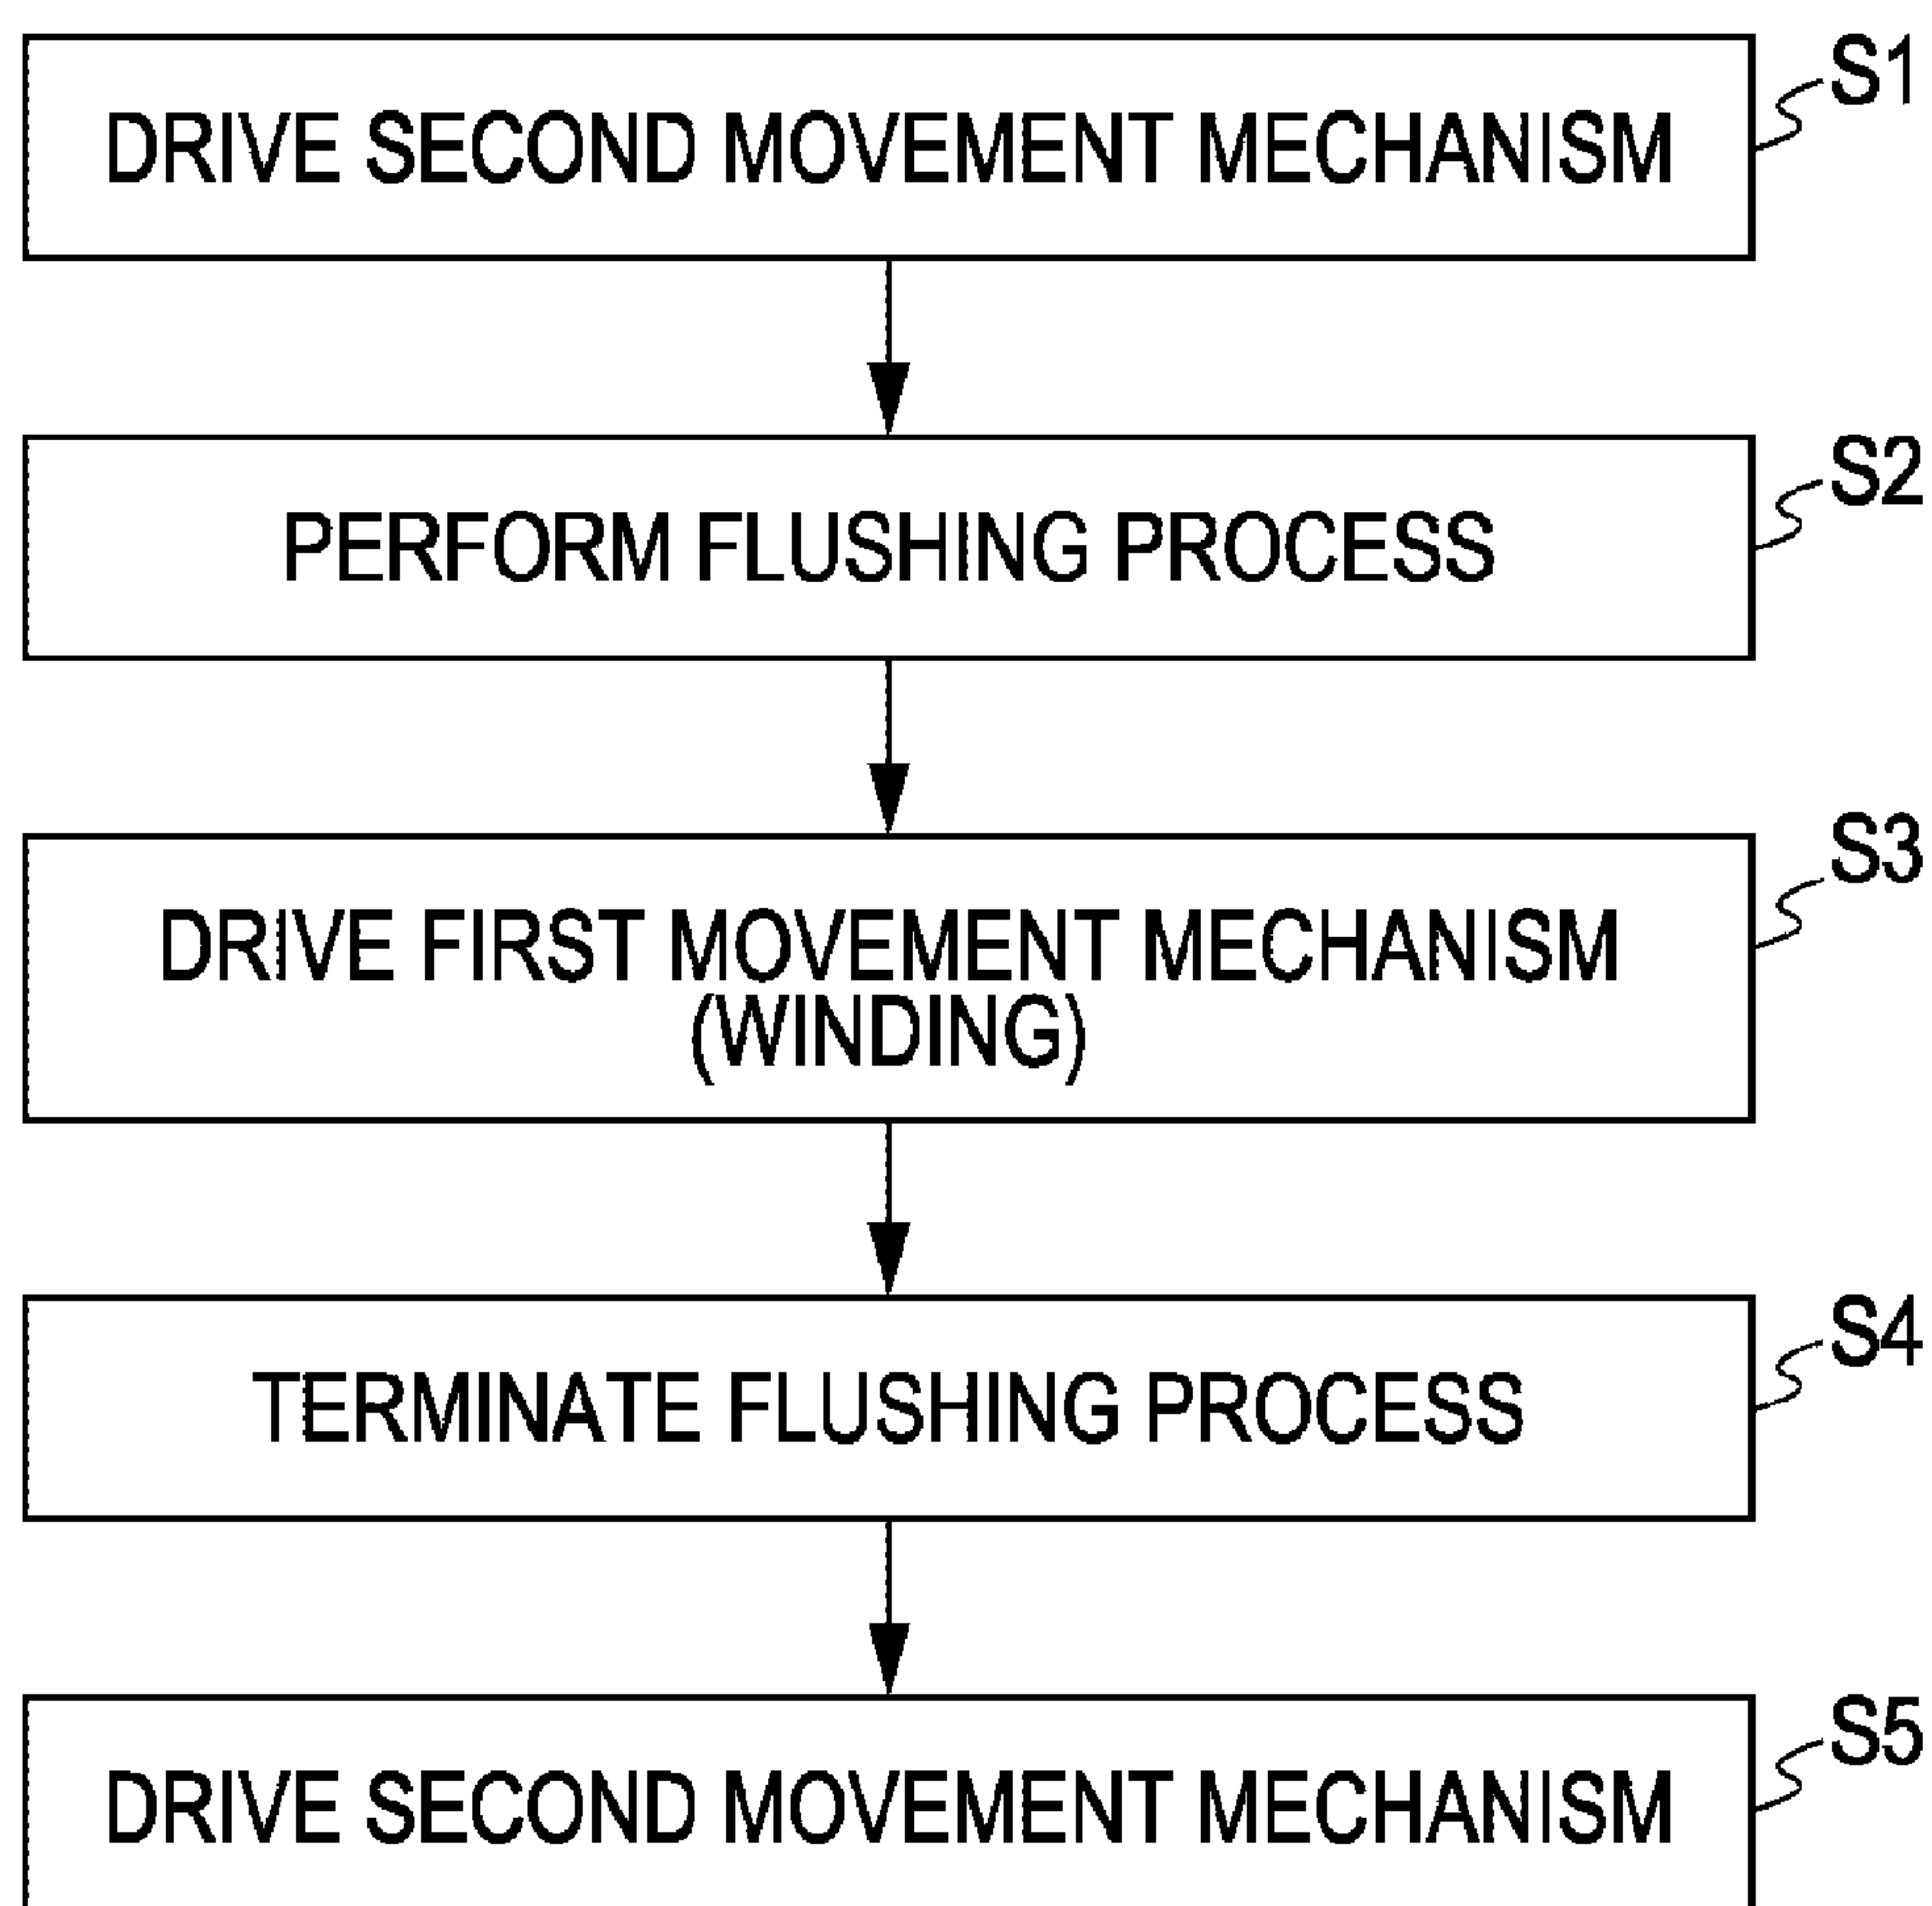 DRIVE SECOND MOVEMENT MECHANISM
S1
PERFORM FLUSHING PROCESS
S2
DRIVE FIRST MOVEMENT MECHANISM
(WINDING)
S3
TERMINATE FLUSHING PROCESS
S4
DRIVE SECOND MOVEMENT MECHANISM
S5